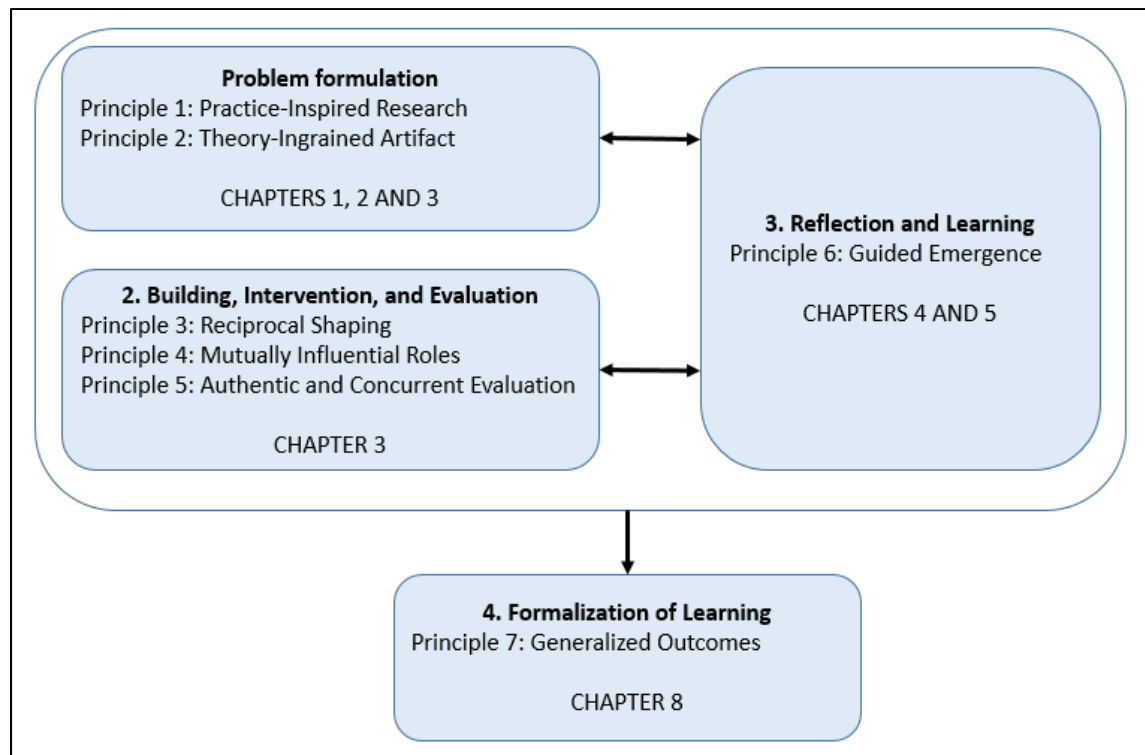 Problem formulation
Principle 1: Practice-Inspired Research
Principle 2: Theory-Ingrained Artifact
CHAPTERS 1, 2 AND 3
2. Building, Intervention, and Evaluation
Principle 3: Reciprocal Shaping
Principle 4: Mutually Influential Roles
Principle 5: Authentic and Concurrent Evaluation
CHAPTER 3
3. Reflection and Learning
Principle 6: Guided Emergence
CHAPTERS 4 AND 5
4. Formalization of Learning
Principle 7: Generalized Outcomes
CHAPTER 8